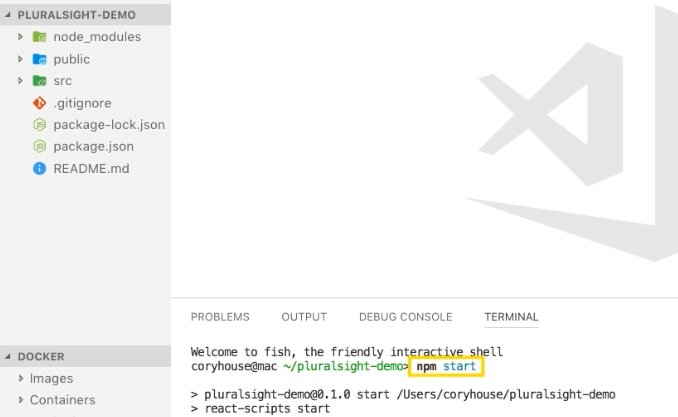 PLURALSIGHT-DEMO
node_modules
public
src
.gitignore
package-lock.json
package.json
README.md
DOCKER
Images
Containers
PROBLEMS OUTPUT DEBUG CONSOLE TERMINAL
Welcome to fish, the friendly interactive shell
coryhouse@mac ~/pluralsight-demo> npm start
> pluralsight-demo@0.1.0 start /Users/coryhouse/pluralsight-demo
> react-scripts start